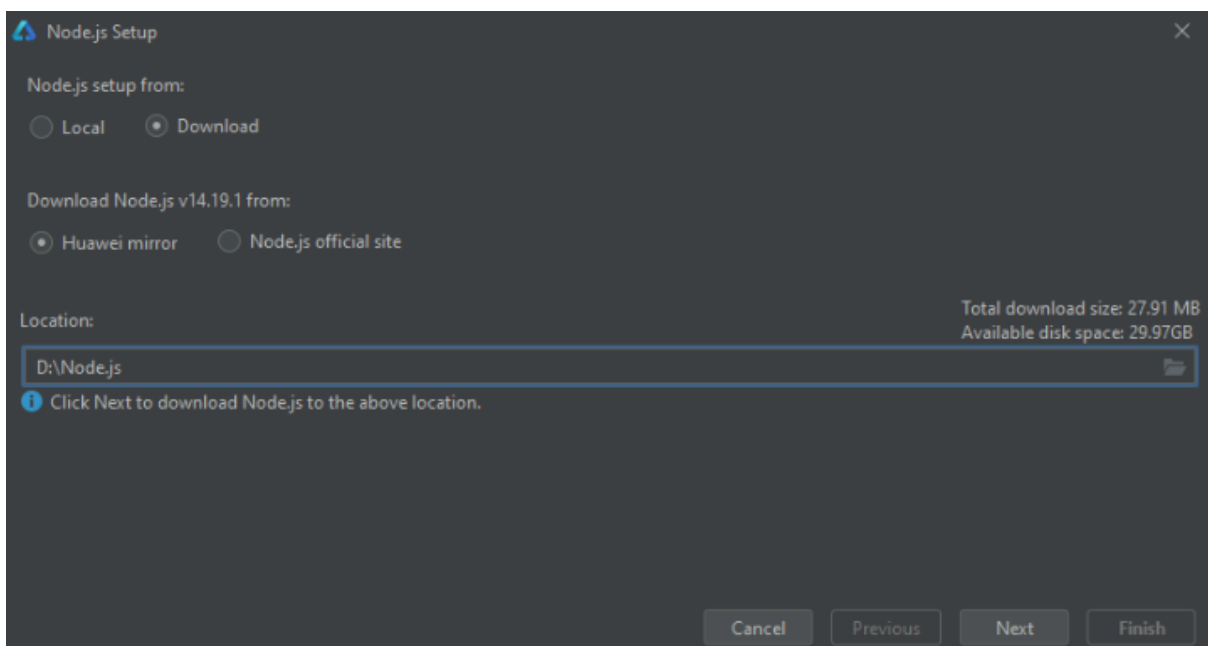 Node.js Setup
Node.js setup from:
Local Download
Download Node.js v14.19.1 from:
Huawei mirror Node.js official site
Total download size: 27.91 MB
Location:
Available disk space: 29.97GB
D:\Node.js
Click Next to download Node.js to the above location.
Cancel Previous Next Finish